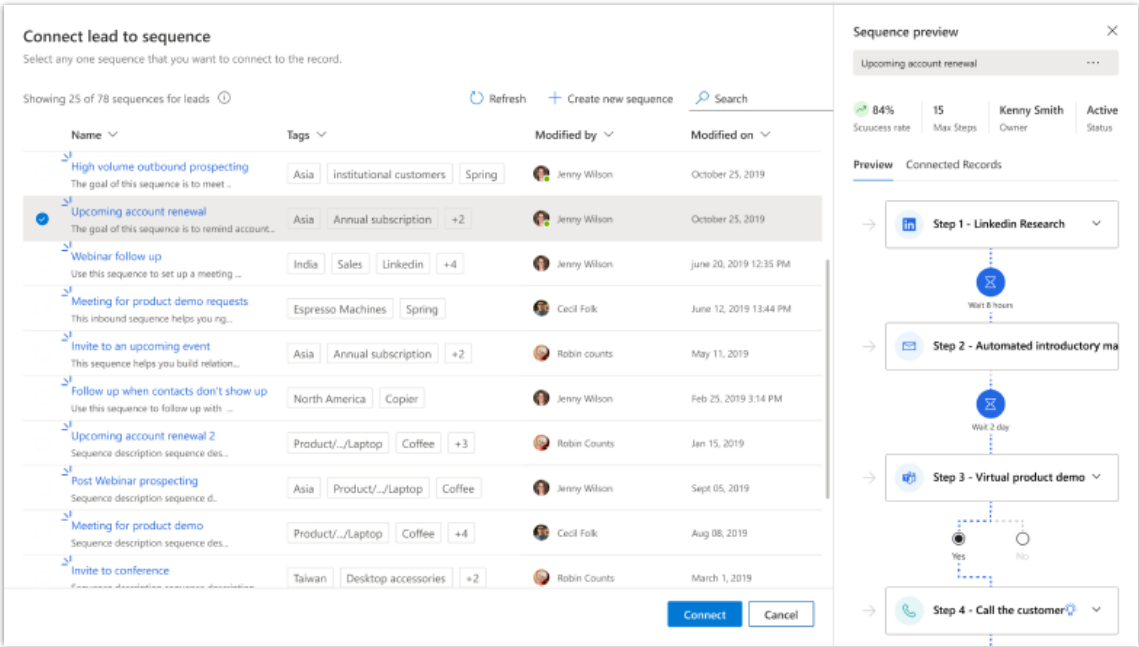 Connect lead to sequence
Select any one sequence that you want to connect to the record.
Showing 25 of 78 sequences for leads
Refresh
Create new sequence
Search
Name Tags Modified by Modified on
High volume outbound prospecting
The goal of this sequence is to meet ..
Asia institutional customers Spring Jenny Wilson October 25, 2019
Upcoming account renewal
The goal of this sequence is to remind account...
Asia Annual subscription +2 Jenny Wilson October 25, 2019
Webinar follow up
Use this sequence to set up a meeting ...
India Sales Linkedin +4 Jenny Wilson june 20, 2019 12:35 PM
Meeting for product demo requests
This inbound sequence helps you ng...
Espresso Machines Spring Cecil Folk June 12, 2019 13:44 PM
Invite to an upcoming event
This sequence helps you build relation...
Asia Annual subscription +2 Robin counts May 11, 2019
Follow up when contacts don't show up
Use this sequence to follow up with ...
North America Copier Jenny Wilson Feb 25, 2019 3:14 PM
Upcoming account renewal 2
Sequence description sequence des...
Product/../Laptop Coffee +3 Robin Counts Jan 15, 2019
Post Webinar prospecting
Sequence description sequence d..
Asia Product/../Laptop Coffee Jenny Wilson Sept 05, 2019
Meeting for product demo
Sequence description sequence des...
Product/../Laptop Coffee +4 Cecil Folk Aug 08, 2019
Invite to conference
Taiwan Desktop accessories +2 Robin Counts March 1, 2019
Connect Cancel
Sequence preview
Upcoming account renewal ...
84% 15 Kenny Smith Active
Scuucess rate Max Steps Owner Status
Preview Connected Records
Step 1 - Linkedin Research
Wait 8 hours
Step 2 - Automated introductory ma
Wait 2 day
Step 3 - Virtual product demo
Yes No
Step 4 - Call the customer